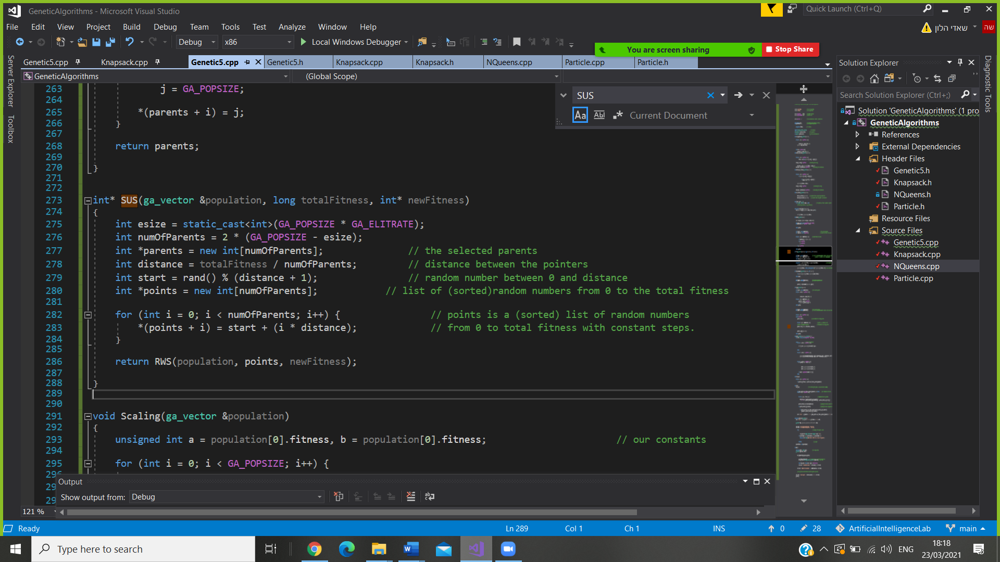 GeneticAlgorithms - Microsoft Visual Studio
Quick Launch (Ctrl+Q)
File Edit View Project Build Debug Team Tools Test Analyze Window Help
שאדי הלון
שה
Debug x86 Local Windows Debugger
You are screen sharing Stop Share
Server Explorer
Toolbox
Genetic5.cpp Knapsack.cpp Genetic5.cpp Genetic5.h Knapsack.cpp Knapsack.h NQueens.cpp Particle.cpp Particle.h
GeneticAlgorithms (Global Scope)
SUS
Aa Abl Current Document
263 j = GA_POPSIZE;
264
265 *(parents + i) = j;
266 }
267
268 return parents;
269
270 }
271
272
273 int* SUS(ga_vector &population, long totalFitness, int* newFitness)
274 {
275 int esize = static_cast<int>(GA_POPSIZE * GA_ELITRATE);
276 int numOfParents = 2 * (GA_POPSIZE - esize);
277 int *parents = new int[numOfParents]; // the selected parents
278 int distance = totalFitness / numOfParents; // distance between the pointers
279 int start = rand() % (distance + 1); // random number between 0 and distance
280 int *points = new int[numOfParents]; // list of (sorted)random numbers from 0 to the total fitness
281
282 for (int i = 0; i < numOfParents; i++) { // points is a (sorted) list of random numbers
283 *(points + i) = start + (i * distance); // from 0 to total fitness with constant steps.
284 }
285
286 return RWS(population, points, newFitness);
287
288 }
289
290
291 void Scaling(ga_vector &population)
292 {
293 unsigned int a = population[0].fitness, b = population[0].fitness; // our constants
294
295 for (int i = 0; i < GA_POPSIZE; i++) {
Output
Show output from: Debug
121 %
Solution Explorer
Search Solution Explorer (Ctrl+;)
Solution 'GeneticAlgorithms' (1 pro
GeneticAlgorithms
References
External Dependencies
Header Files
Genetic5.h
Knapsack.h
NQueens.h
Particle.h
Resource Files
Source Files
Genetic5.cpp
Knapsack.cpp
NQueens.cpp
Particle.cpp
Diagnostic Tools
Ready Ln 289 Col 1 Ch 1 INS 0 28 ArtificialIntelligenceLab main
Type here to search
ENG
18:18
23/03/2021